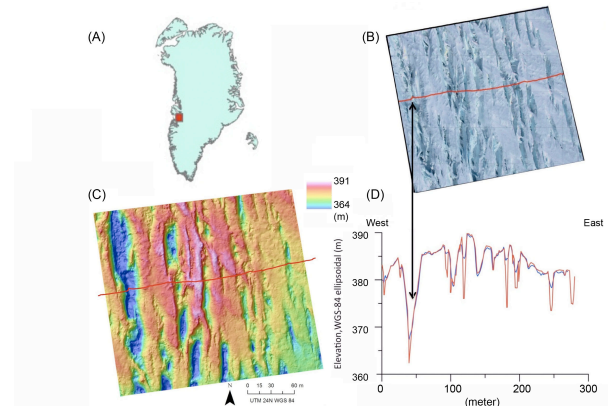 (A)
(B)
(C)
391
364
(m)
(D)
West
East
Elevation,WGS-84 ellipsoidal (m)
390
380
370
360
0
100
200
300
(meter)
N
0 15 30 60 m
UTM 24N WGS 84